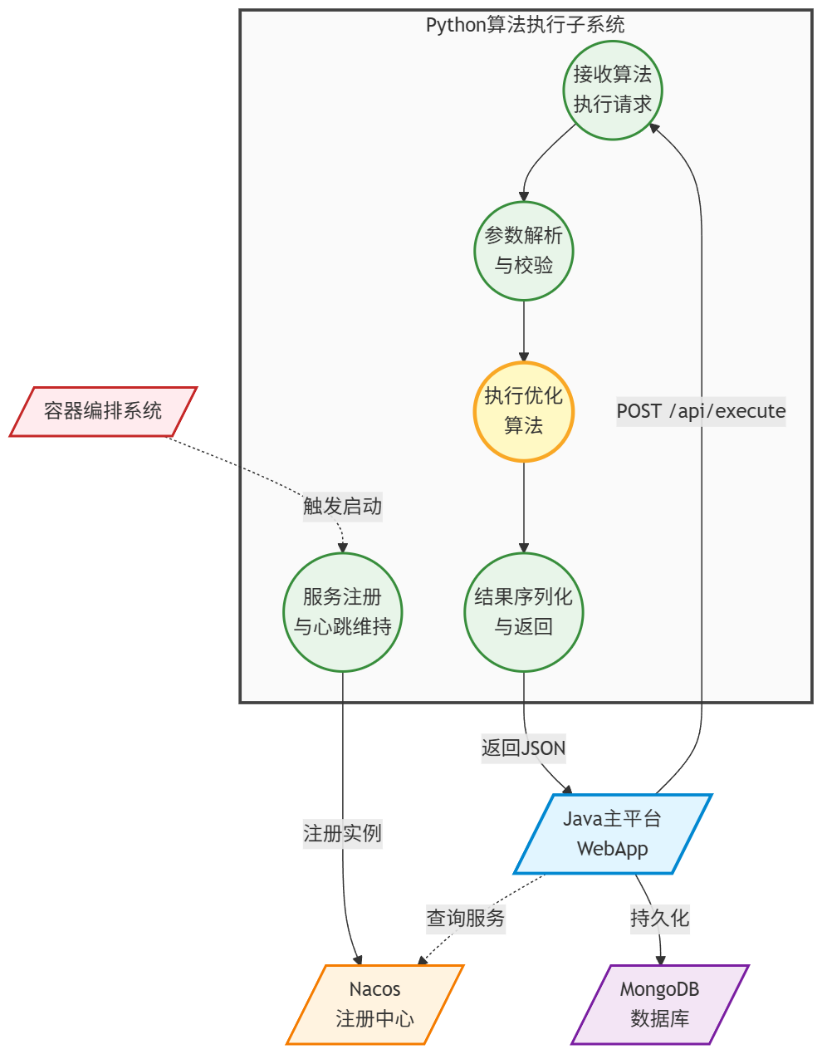 Python算法执行子系统
接收算法
执行请求
参数解析
与校验
执行优化
算法
POST /api/execute
容器编排系统
触发启动
服务注册
与心跳维持
结果序列化
与返回
返回JSON
Java主平台
WebApp
注册实例
查询服务
持久化
Nacos
注册中心
MongoDB
数据库